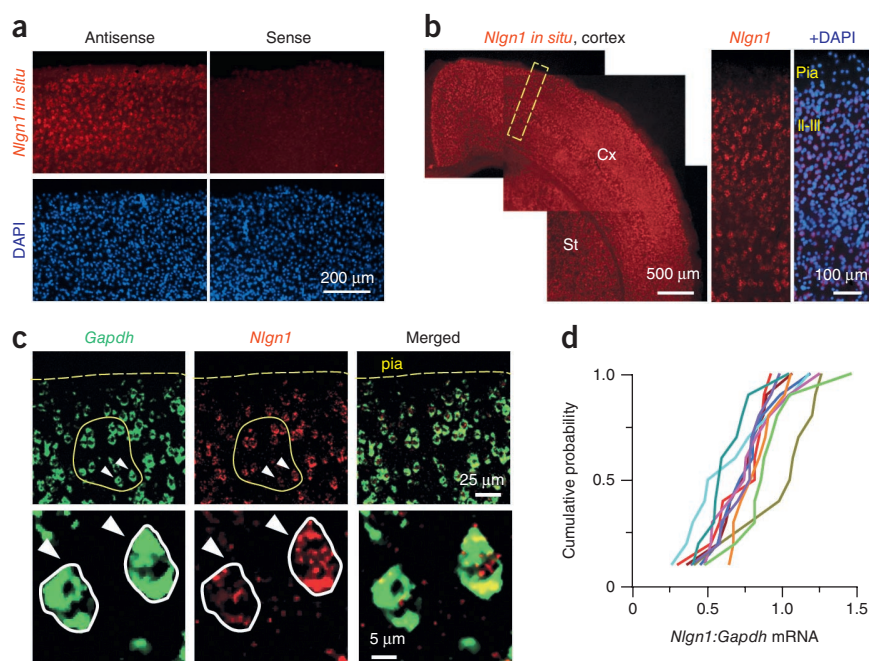 a
Antisense Sense
Nlgn1 in situ
DAPI
200 μm
b
Nlgn1 in situ, cortex
Cx
St
500 μm
Nlgn1 +DAPI
Pia
II–III
100 μm
c
Gapdh Nlgn1 Merged
pia
25 μm
5 μm
d
Cumulative probability
1.0
0.5
0
0 0.5 1.0 1.5
Nlgn1:Gapdh mRNA